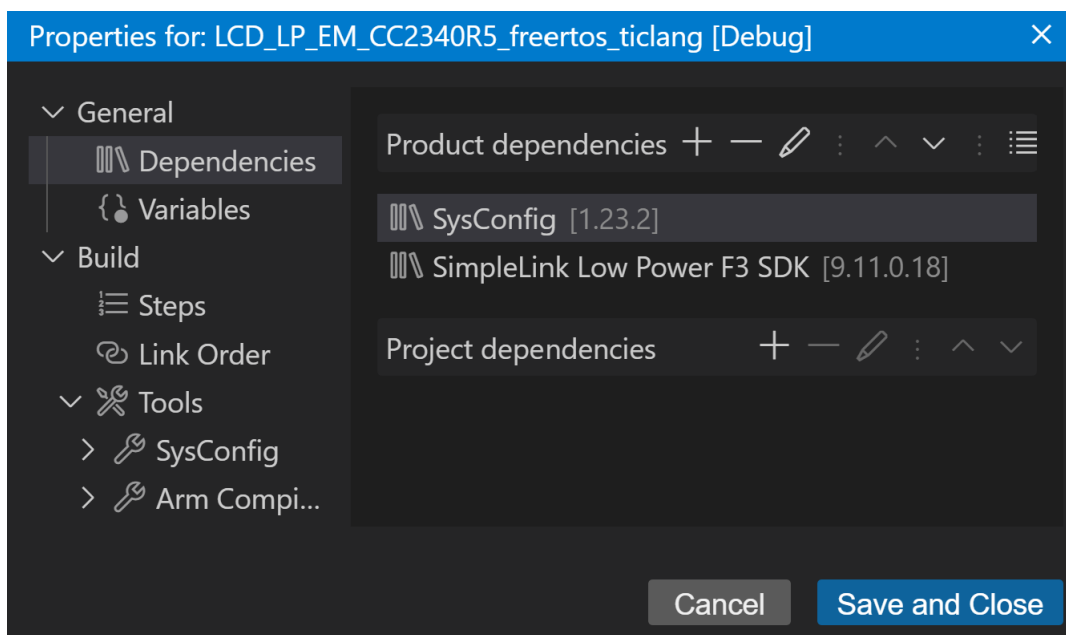 Properties for: LCD_LP_EM_CC2340R5_freertos_ticlang [Debug]
General
Dependencies
Variables
Build
Steps
Link Order
Tools
SysConfig
Arm Compi...
Product dependencies
SysConfig [1.23.2]
SimpleLink Low Power F3 SDK [9.11.0.18]
Project dependencies
Cancel
Save and Close